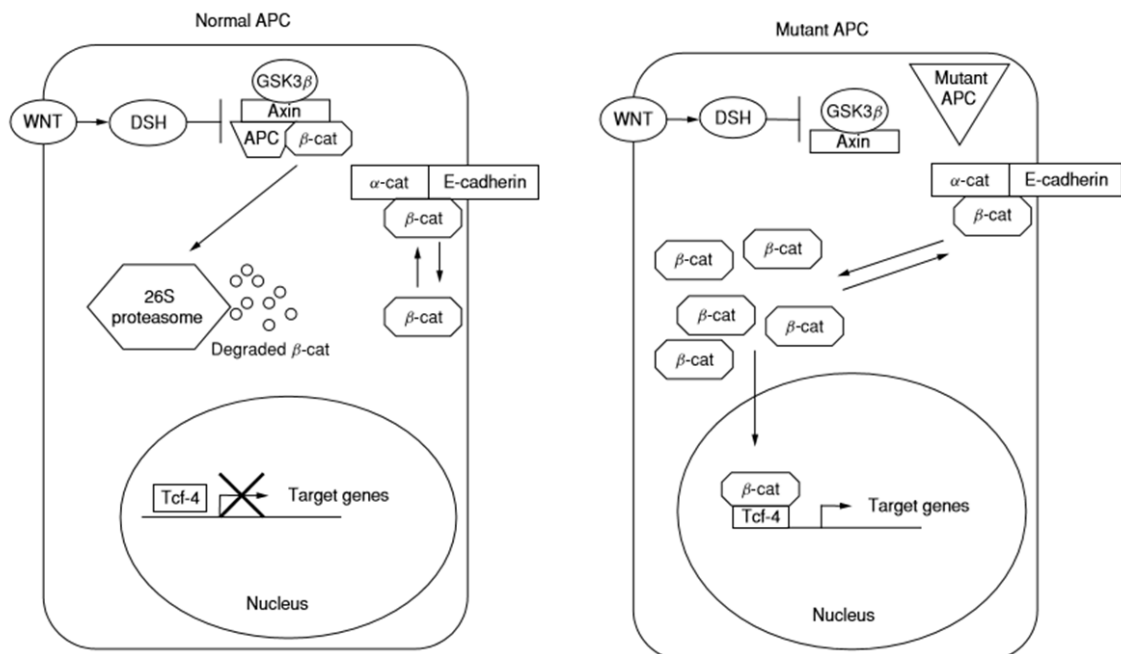 Normal APC
GSK3β
WNT
DSH
Axin
APC
β-cat
α-cat
E-cadherin
β-cat
β-cat
26S
proteasome
Degraded β-cat
Tcf-4
Target genes
Nucleus
Mutant APC
Mutant
APC
GSK3β
WNT
DSH
Axin
α-cat
E-cadherin
β-cat
β-cat
β-cat
β-cat
β-cat
β-cat
β-cat
Tcf-4
Target genes
Nucleus